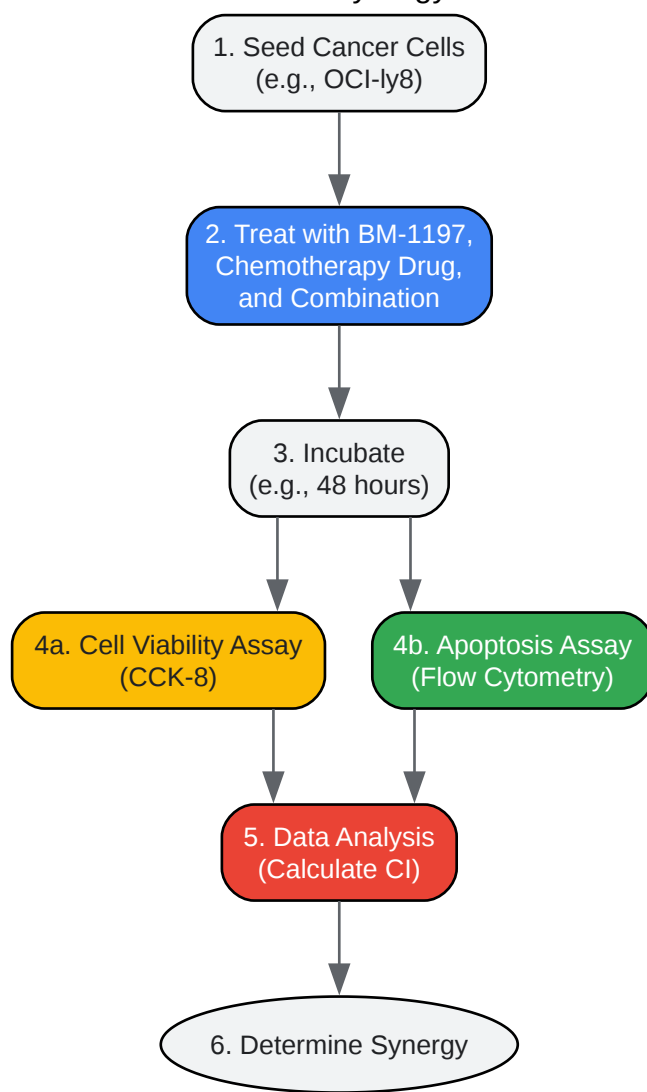 1. Seed Cancer Cells
(e.g., OCI-ly8)
2. Treat with BM-1197,
Chemotherapy Drug,
and Combination
3. Incubate
(e.g., 48 hours)
4a. Cell Viability Assay
(CCK-8)
4b. Apoptosis Assay
(Flow Cytometry)
5. Data Analysis
(Calculate CI)
6. Determine Synergy